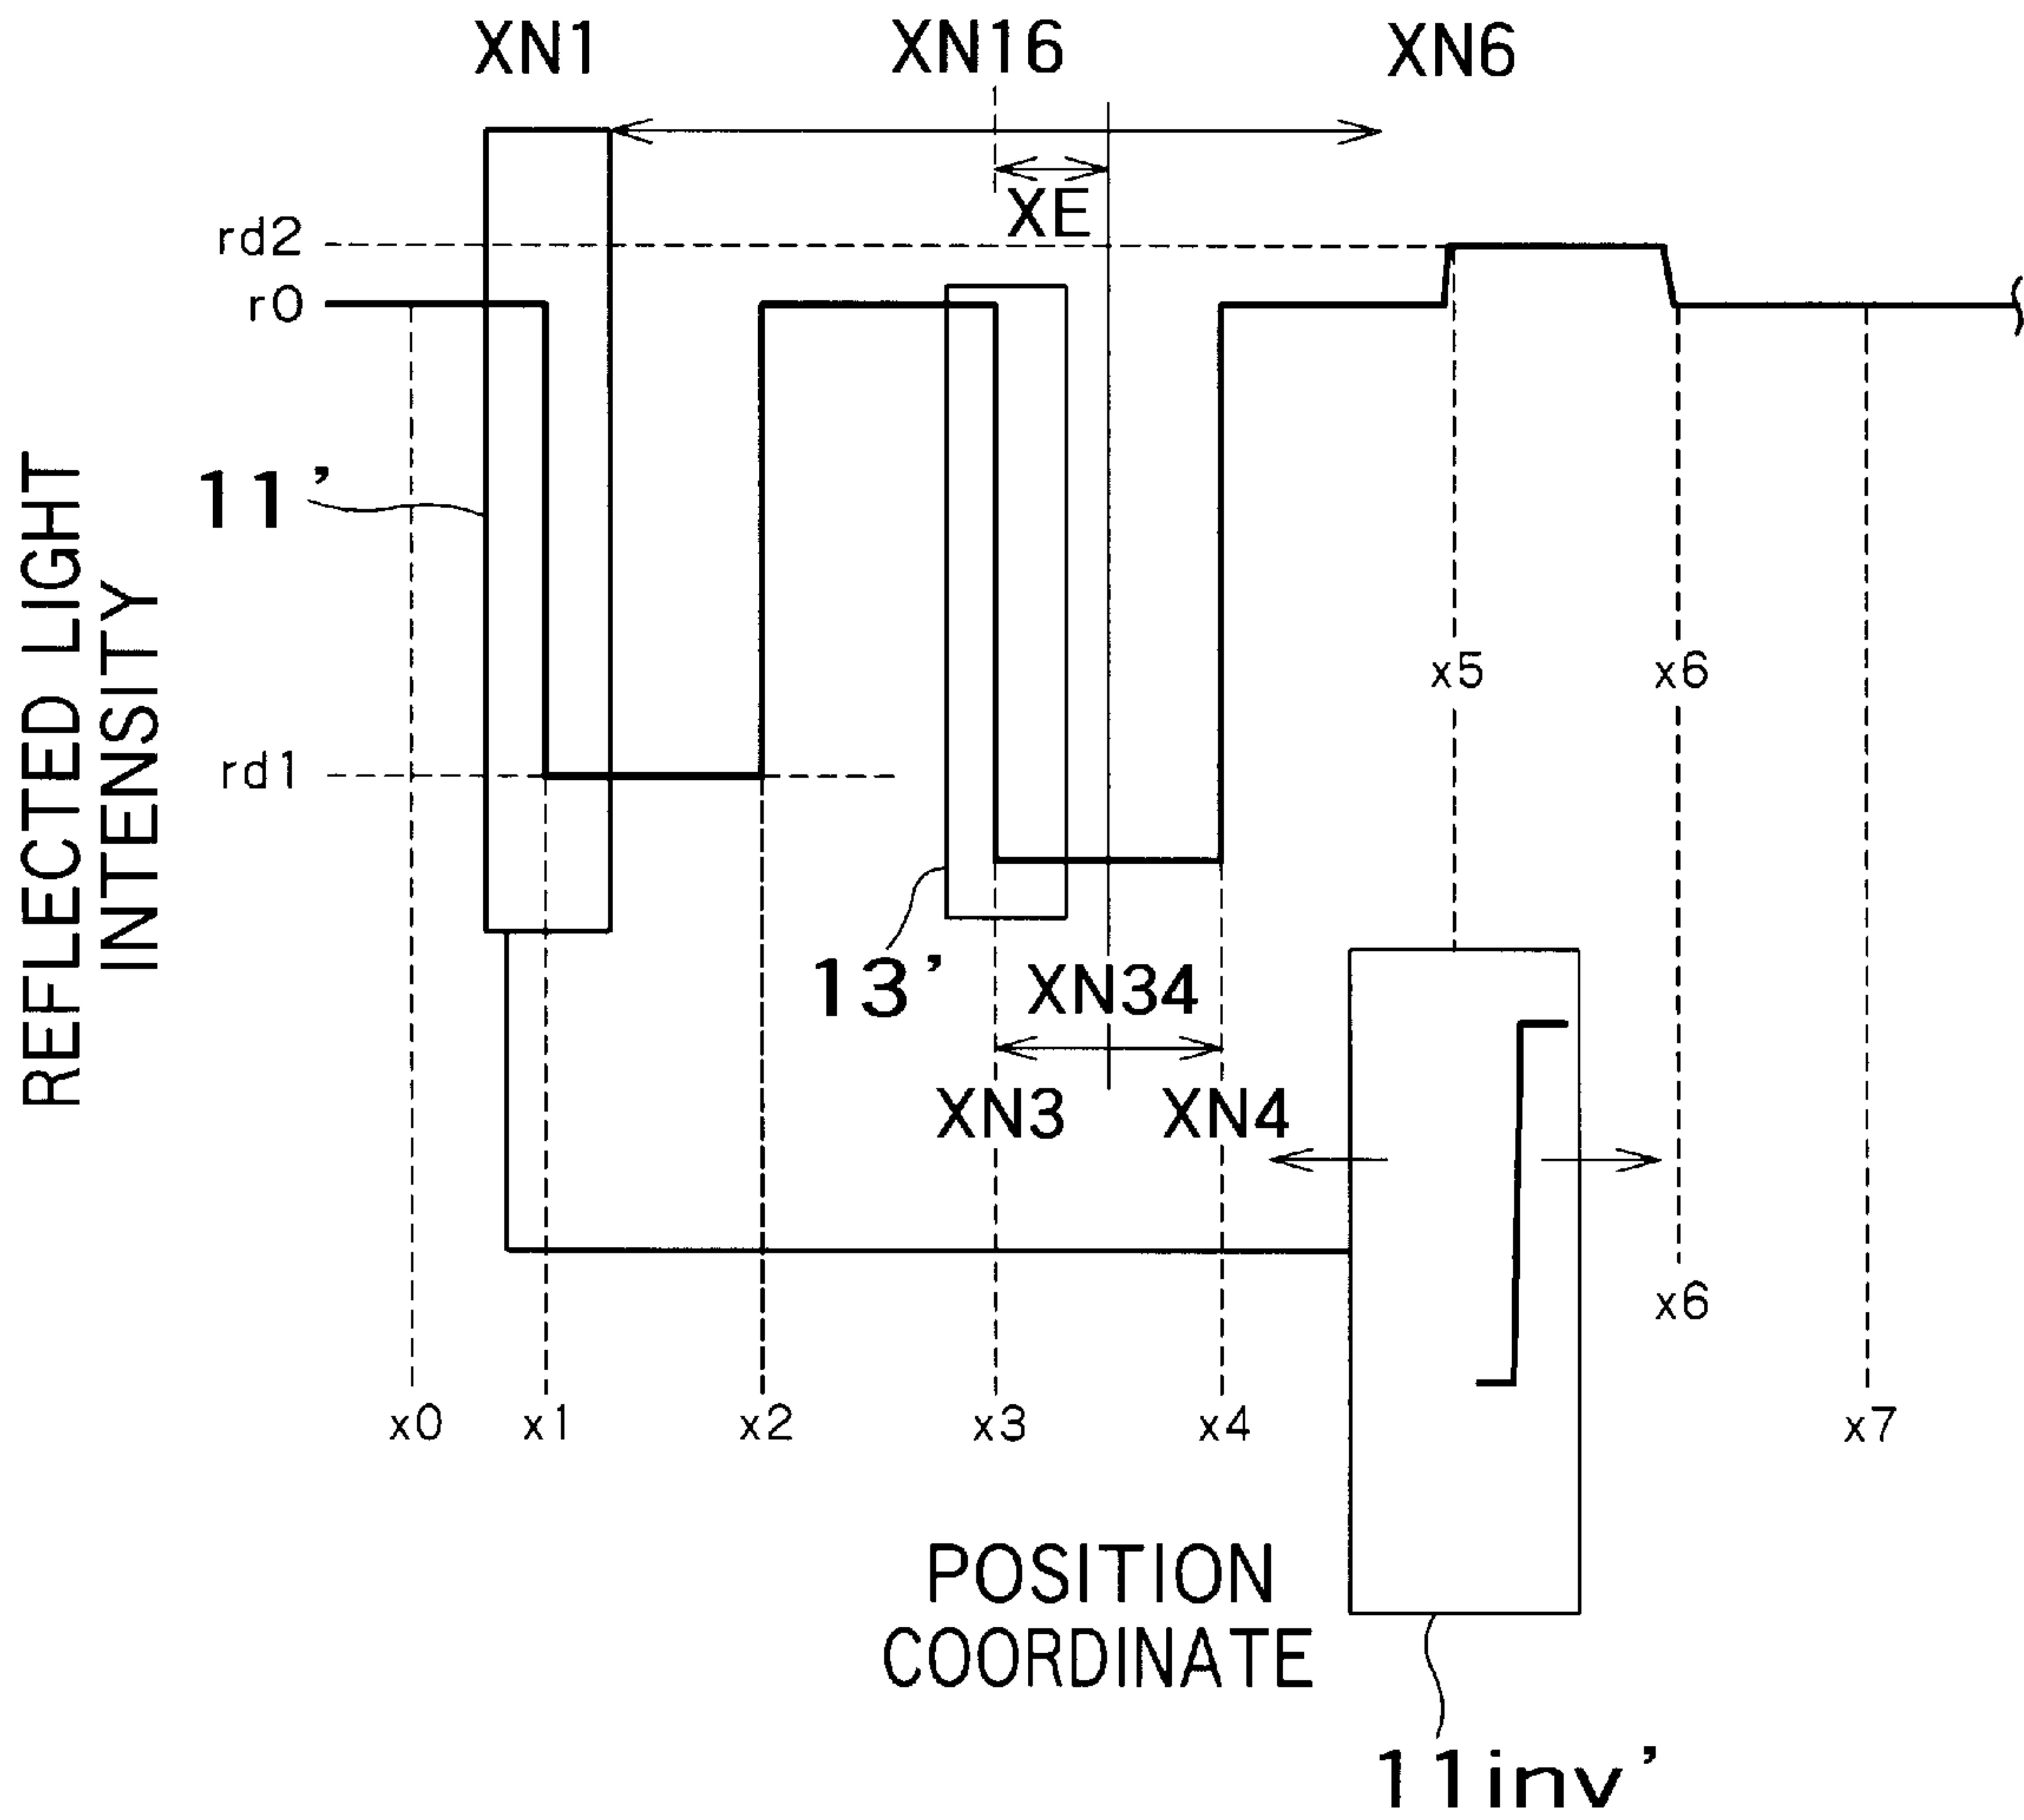 XN1 XN16 XN6
XE
rd2
r0
11’
x5 x6
rd1
REFLECTED LIGHT
INTENSITY
13’
XN34
XN3 XN4
x6
x0 x1 x2 x3 x4 x7
POSITION
COORDINATE
11inv’